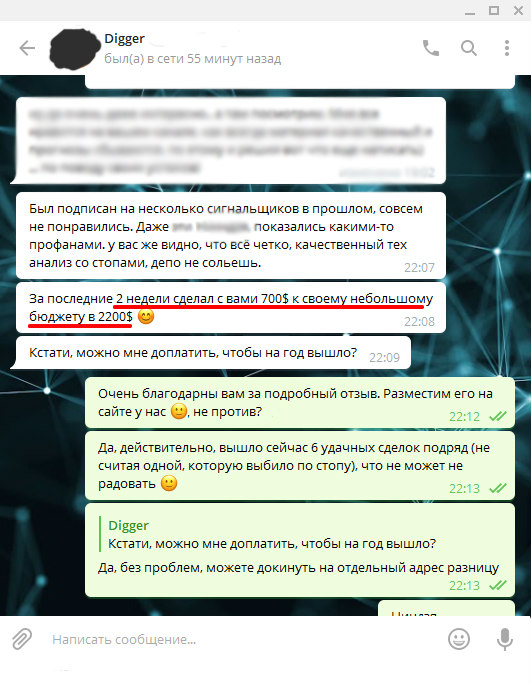 Digger
был(а) в сети 55 минут назад
Был подписан на несколько сигнальщиков в прошлом, совсем
не понравились. Даже показались какими-то
профанами. у вас же видно, что всё четко, качественный тех
анализ со стопами, депо не сольешь.
22:07
За последние 2 недели сделал с вами 700$ к своему небольшому
бюджету в 2200$ 😊
22:08
Кстати, можно мне доплатить, чтобы на год вышло?
22:09
Очень благодарны вам за подробный отзыв. Разместим его на
сайте у нас 🙂, не против?
22:12
Да, действительно, вышло сейчас 6 удачных сделок подряд (не
считая одной, которую выбило по стопу), что не может не
радовать 🙂
22:13
Digger
Кстати, можно мне доплатить, чтобы на год вышло?
Да, без проблем, можете докинуть на отдельный адрес разницу
22:13
Написать сообщение...